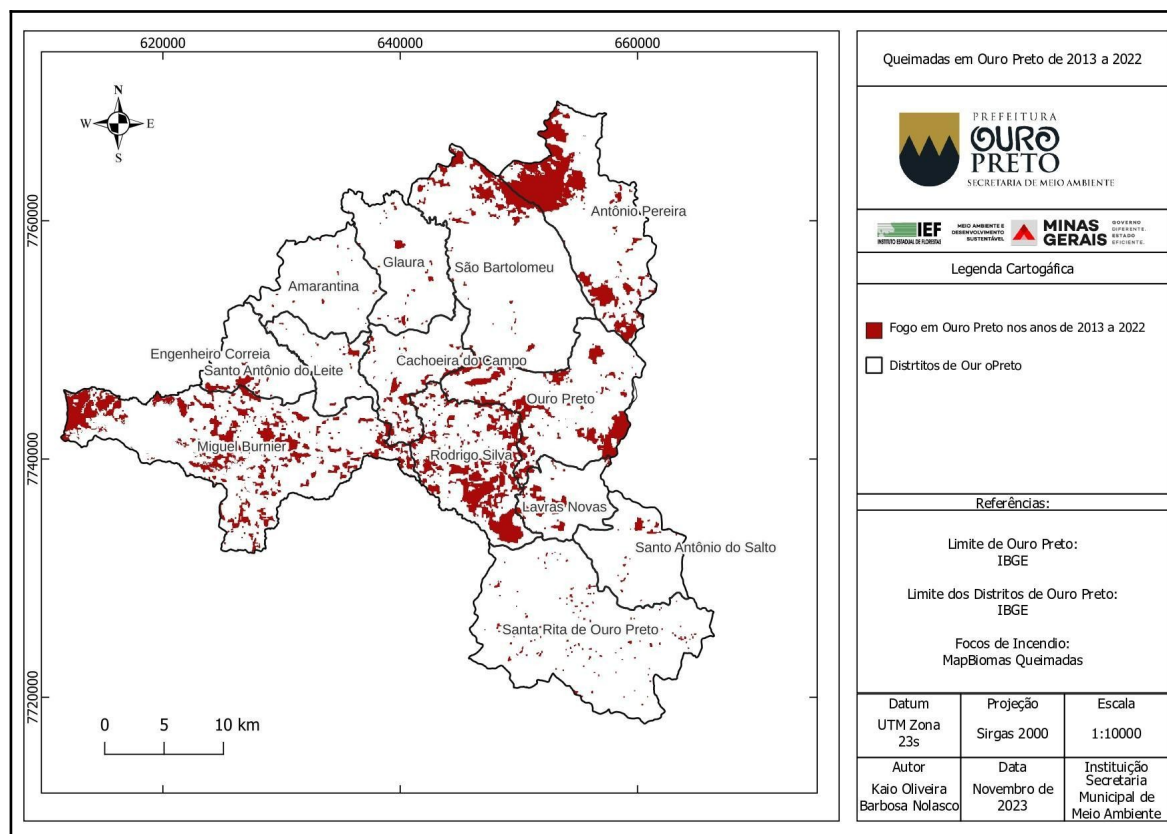 620000
640000
660000
7760000
7740000
7720000
N
W
E
S
Antônio Pereira
Glaura
São Bartolomeu
Amarantina
Engenheiro Correia
Santo Antônio do Leite
Cachoeira do Campo
Ouro Preto
Miguel Burnier
Rodrigo Silva
Lavras Novas
Santo Antônio do Salto
Santa Rita de Ouro Preto
0 5 10 km
Queimadas em Ouro Preto de 2013 a 2022
PREFEITURA
OURO
PRETO
SECRETARIA DE MEIO AMBIENTE
IEF
INSTITUTO ESTADUAL DE FLORESTAS
MEIO AMBIENTE E
DESENVOLVIMENTO
SUSTENTÁVEL
MINAS
GERAIS
GOVERNO
DIFERENTE.
ESTADO
EFICIENTE.
Legenda Cartogáfica
Fogo em Ouro Preto nos anos de 2013 a 2022
Distrtitos de Our oPreto
Referências:
Limite de Ouro Preto:
IBGE
Limite dos Distritos de Ouro Preto:
IBGE
Focos de Incendio:
MapBiomas Queimadas
Datum
UTM Zona
23s
Projeção
Sirgas 2000
Escala
1:10000
Autor
Kaio Oliveira
Barbosa Nolasco
Data
Novembro de
2023
Instituição
Secretaria
Municipal de
Meio Ambiente